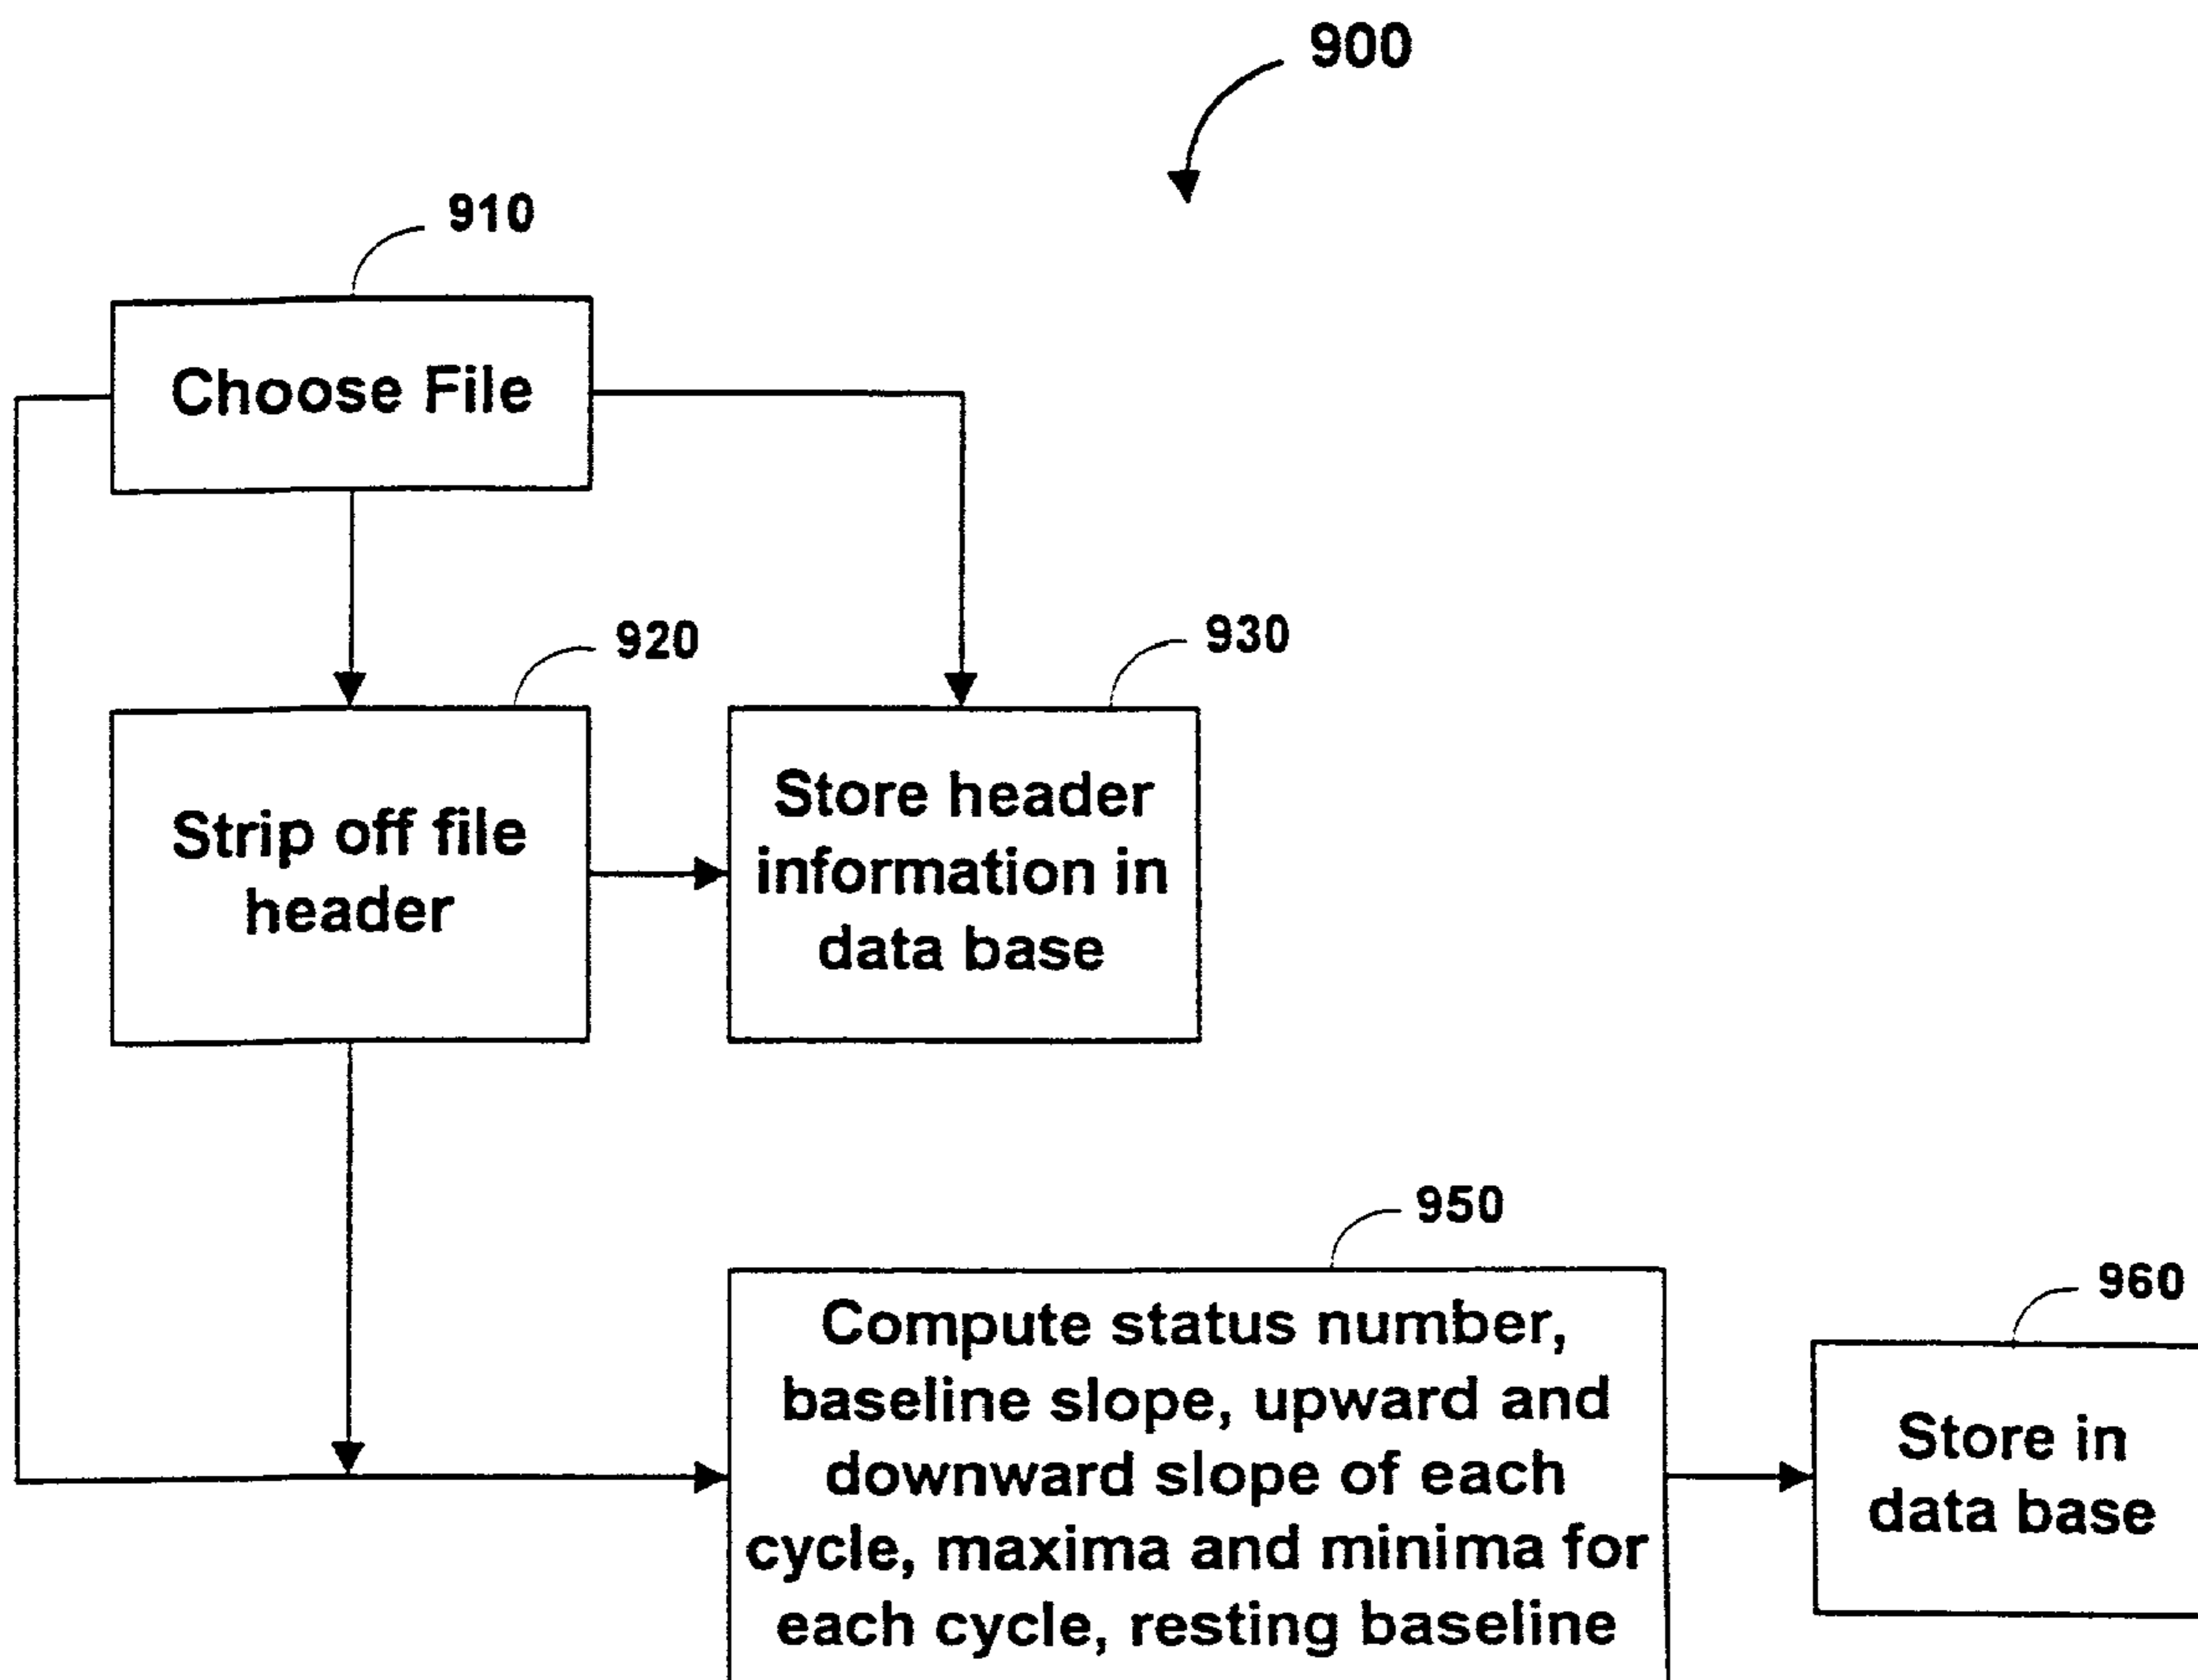 900
910
Choose File
920
930
Strip off file
header
Store header
information in
data base
950
960
Compute status number,
baseline slope, upward and
downward slope of each
cycle, maxima and minima for
each cycle, resting baseline
Store in
data base